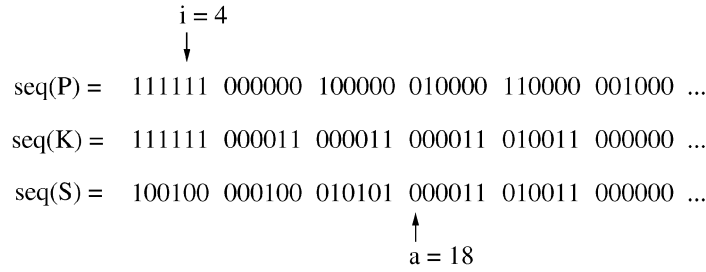 i = 4
seq(P) = 111111 000000 100000 010000 110000 001000 ...
seq(K) = 111111 000011 000011 000011 010011 000000 ...
seq(S) = 100100 000100 010101 000011 010011 000000 ...
a = 18